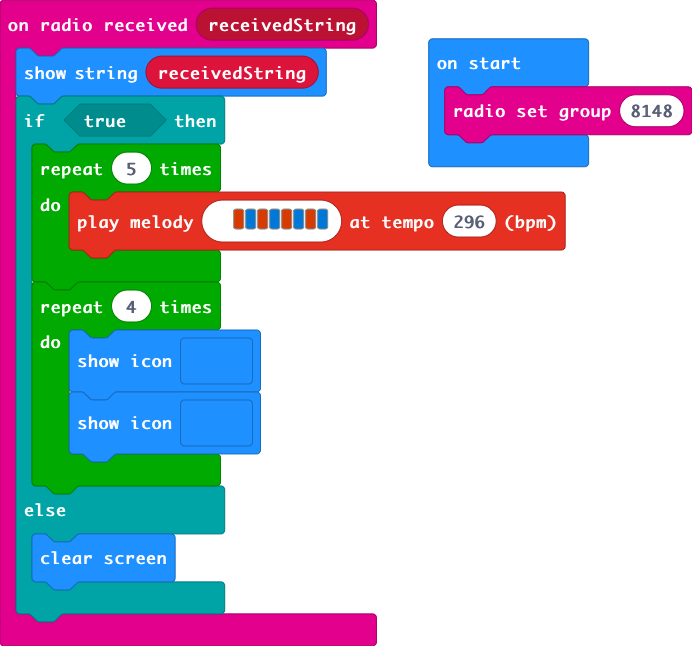 on radio received receivedString
show string receivedString
if true then
repeat 5 times
do
play melody at tempo 296 (bpm)
repeat 4 times
do
show icon
show icon
else
clear screen
on start
radio set group 8148